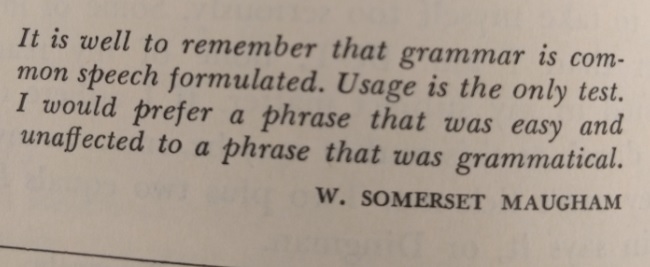 It is well to remember that grammar is com-
mon speech formulated. Usage is the only test.
I would prefer a phrase that was easy and
unaffected to a phrase that was grammatical.
W. SOMERSET MAUGHAM